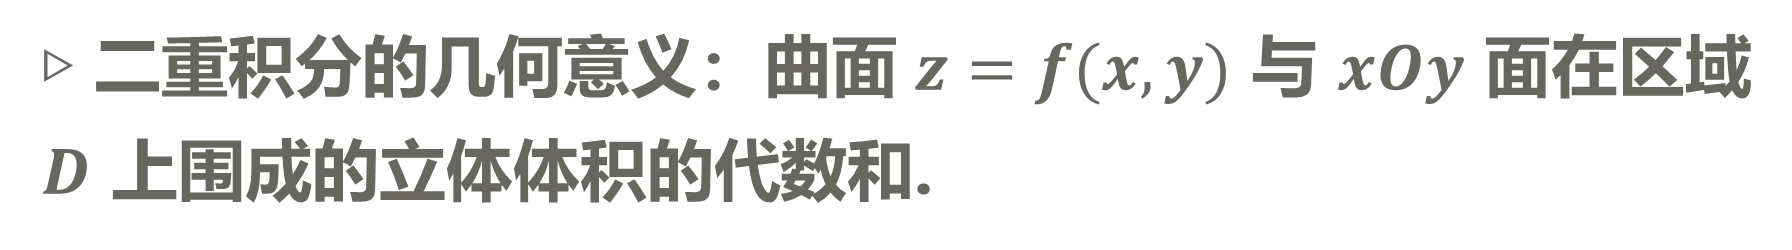 ▷ 二重积分的几何意义：曲面 z = f(x, y) 与 xOy 面在区域
D 上围成的立体体积的代数和.